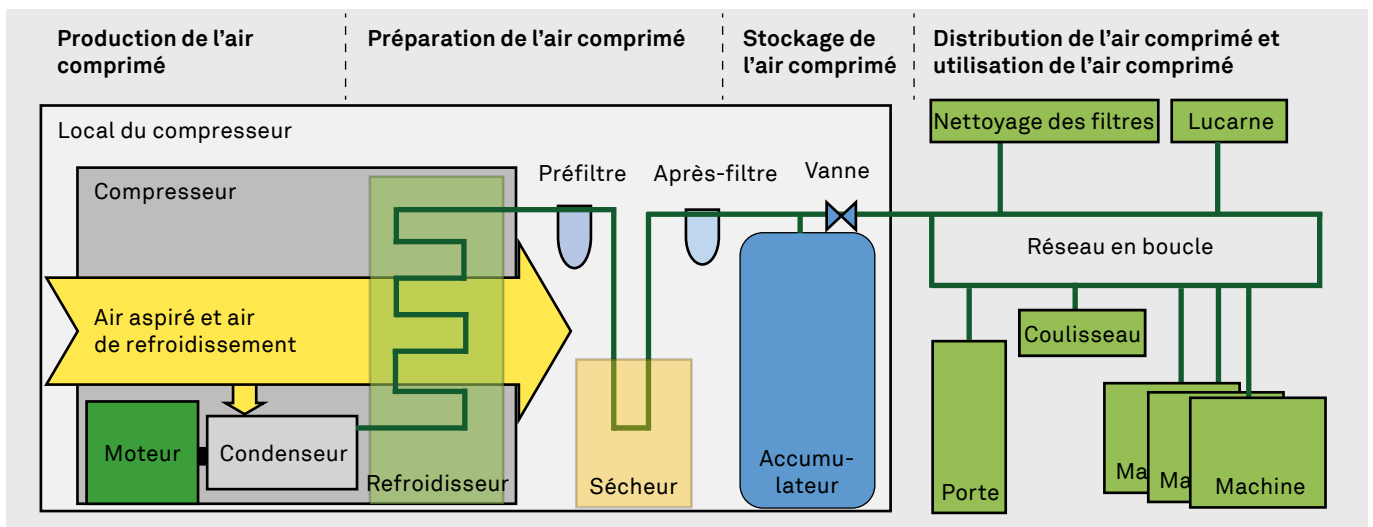 Production de l’air
comprimé
Préparation de l’air comprimé
Stockage de
l’air comprimé
Distribution de l’air comprimé et
utilisation de l’air comprimé
Local du compresseur
Compresseur
Préfiltre
Après-filtre
Vanne
Nettoyage des filtres
Lucarne
Réseau en boucle
Air aspiré et air
de refroidissement
Coulisseau
Moteur
Condenseur
Refroidisseur
Sécheur
Accumu-
lateur
Porte
Ma
Ma
Machine